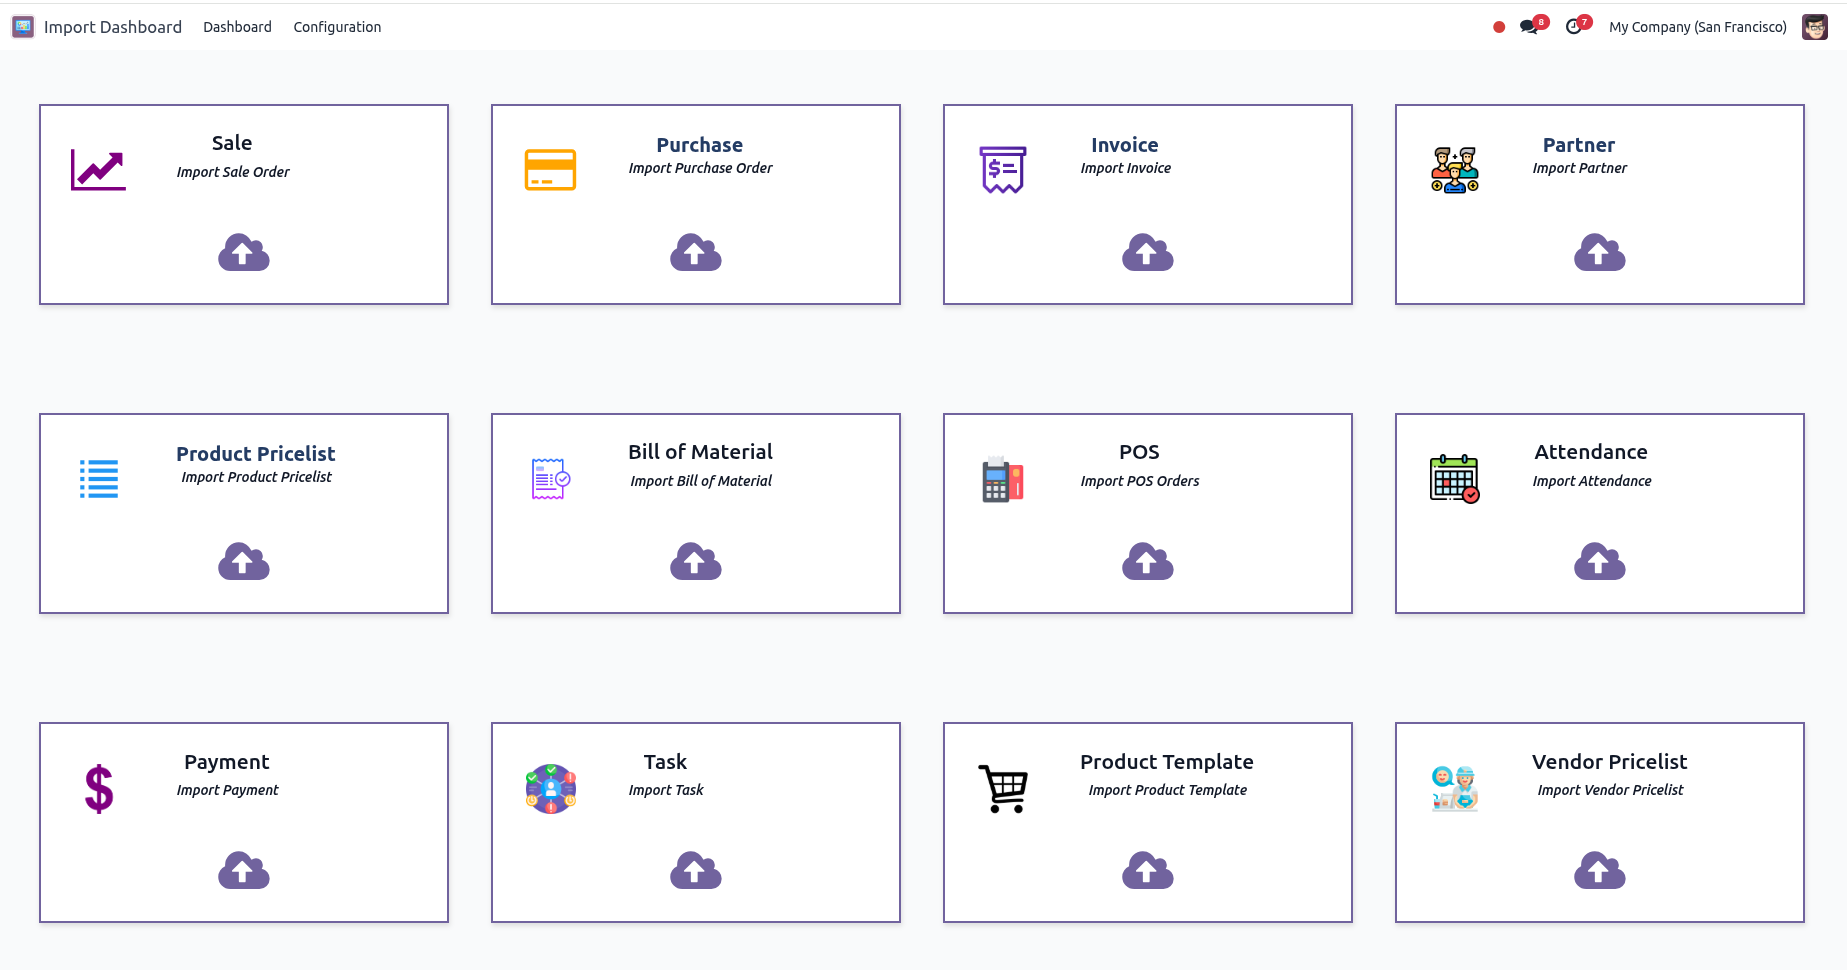 Import Dashboard Dashboard Configuration 8 7 My Company (San Francisco)
Sale
Import Sale Order
Purchase
Import Purchase Order
Invoice
Import Invoice
Partner
Import Partner
Product Pricelist
Import Product Pricelist
Bill of Material
Import Bill of Material
POS
Import POS Orders
Attendance
Import Attendance
Payment
Import Payment
Task
Import Task
Product Template
Import Product Template
Vendor Pricelist
Import Vendor Pricelist